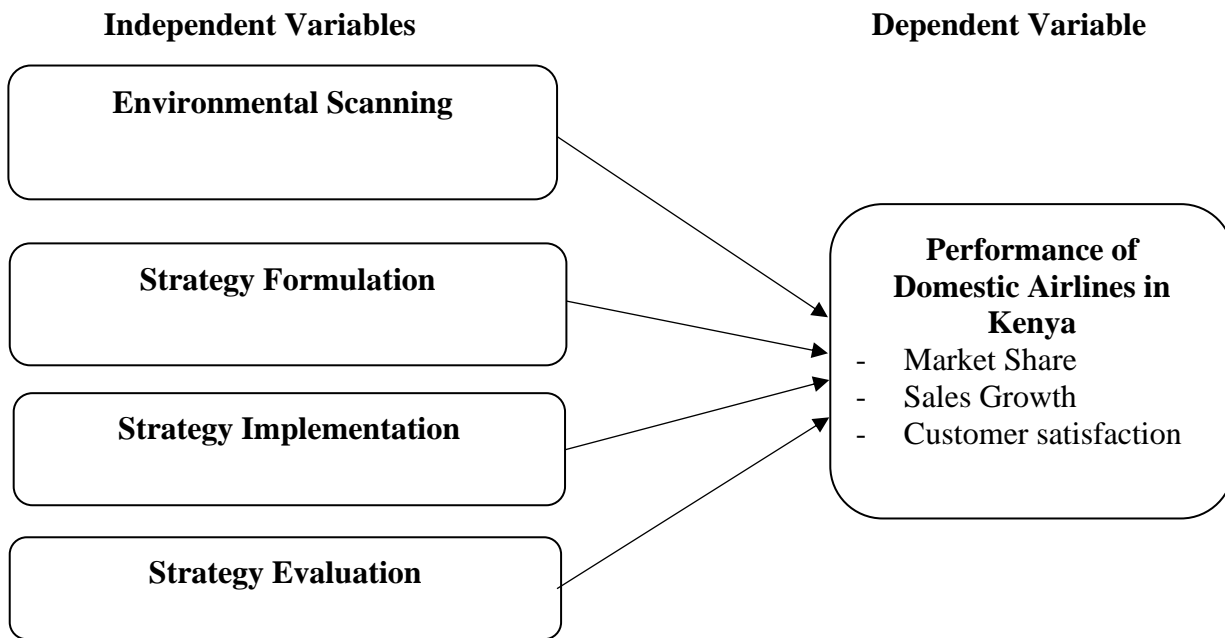 Independent Variables
Dependent Variable
Environmental Scanning
Strategy Formulation
Strategy Implementation
Strategy Evaluation
Performance of
Domestic Airlines in
Kenya
- Market Share
- Sales Growth
- Customer satisfaction